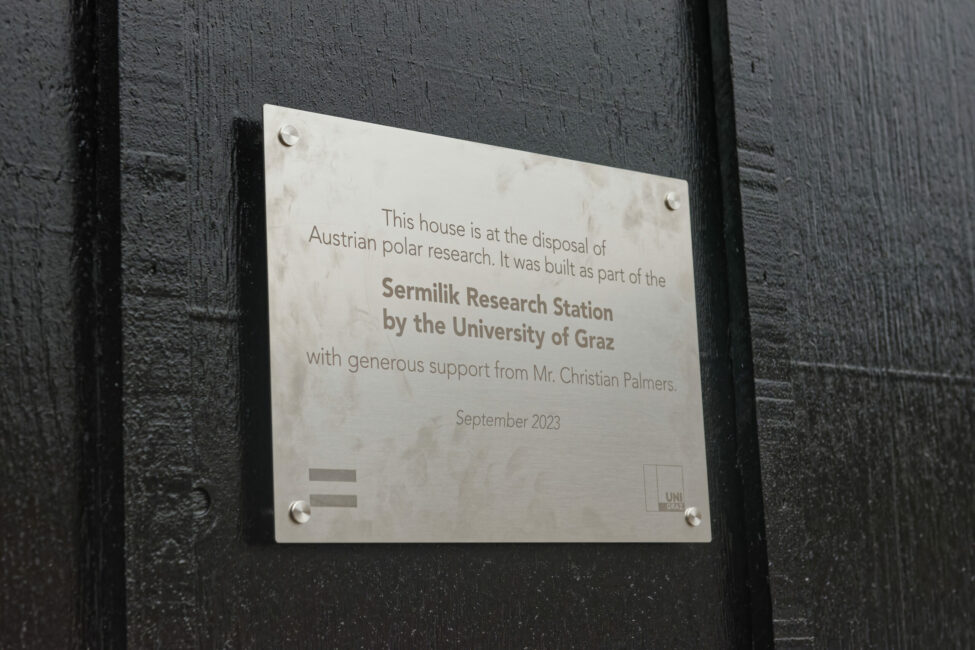 This house is at the disposal of
Austrian polar research. It was built as part of the
Sermilik Research Station
by the University of Graz
with generous support from Mr. Christian Palmers.
September 2023
UNI
GRAZ